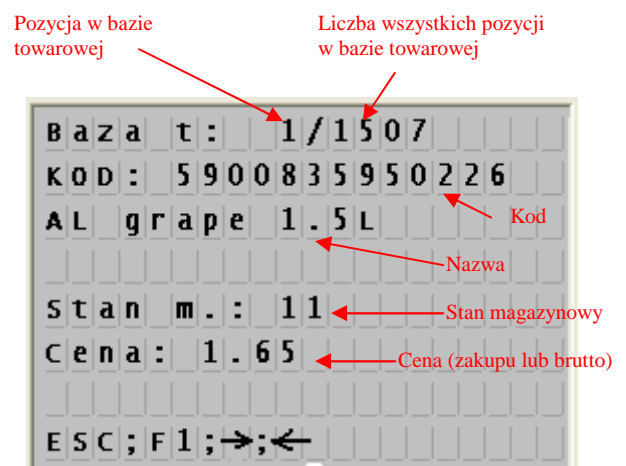 Pozycja w bazie
towarowej
Liczba wszystkich pozycji
w bazie towarowej
Baza t: 1/1507
KOD: 5900835950226
Kod
AL grape 1.5L
Nazwa
Stan m.: 11
Stan magazynowy
Cena: 1.65
Cena (zakupu lub brutto)
ESC;F1;→;←